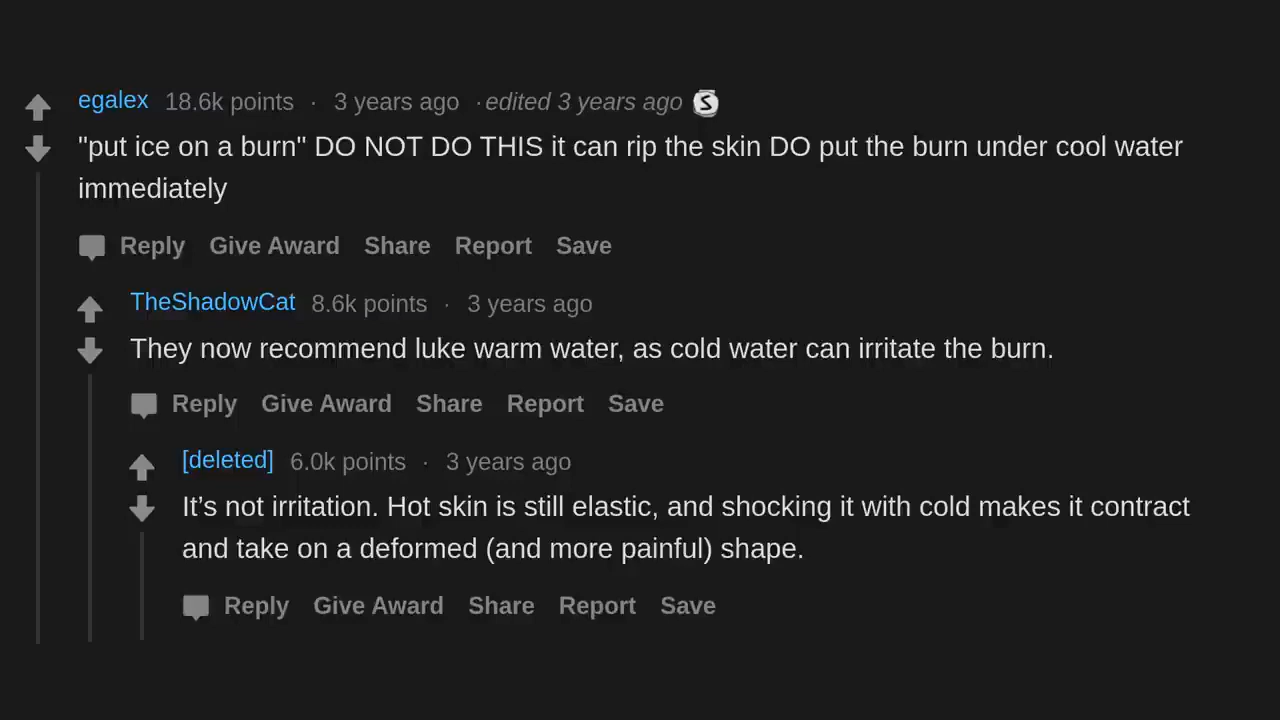 egalex 18.6k points · 3 years ago · edited 3 years ago S
"put ice on a burn" DO NOT DO THIS it can rip the skin DO put the burn under cool water
immediately
Reply Give Award Share Report Save
TheShadowCat 8.6k points · 3 years ago
They now recommend luke warm water, as cold water can irritate the burn.
Reply Give Award Share Report Save
[deleted] 6.0k points · 3 years ago
It’s not irritation. Hot skin is still elastic, and shocking it with cold makes it contract
and take on a deformed (and more painful) shape.
Reply Give Award Share Report Save